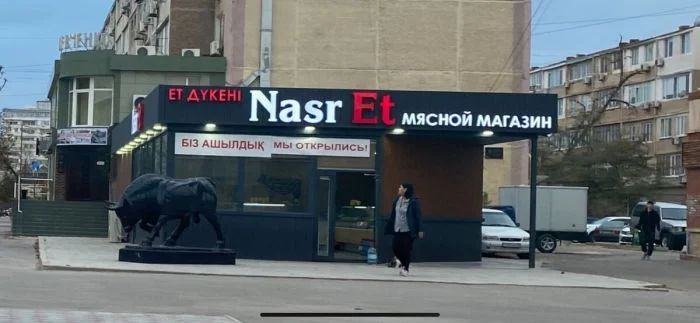 ЕТ ДҮКЕНІ
Nasr Et
МЯСНОЙ МАГАЗИН
БІЗ АШЫЛДЫҚ МЫ ОТКРЫЛИСЬ!